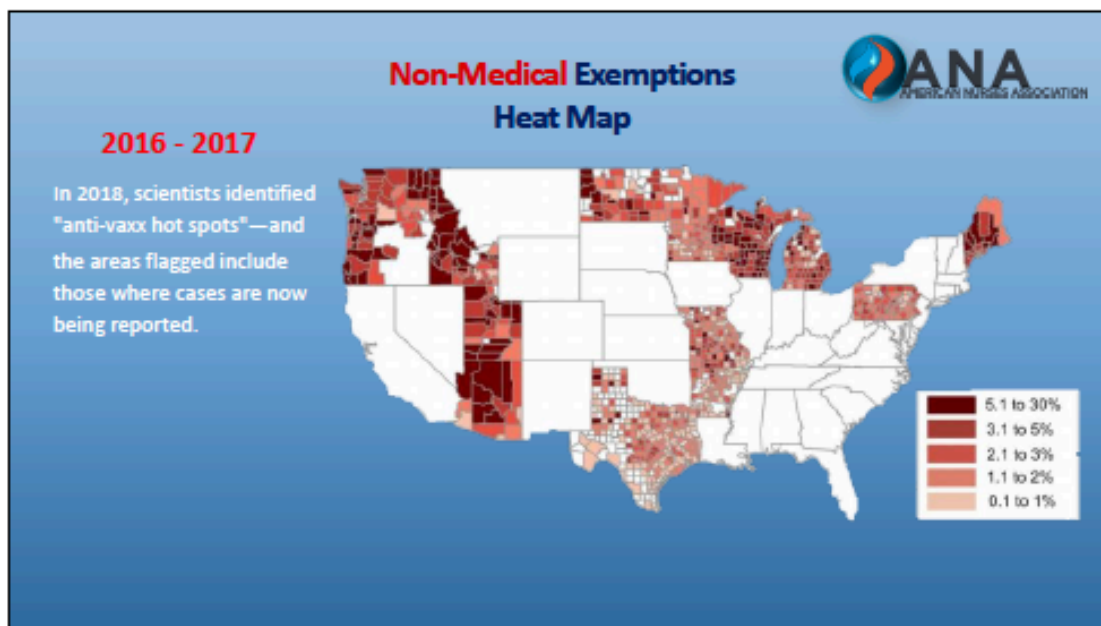 Non-Medical Exemptions
Heat Map
ANA
AMERICAN NURSES ASSOCIATION
2016 - 2017
In 2018, scientists identified
"anti-vaxx hot spots"—and
the areas flagged include
those where cases are now
being reported.
5.1 to 30%
3.1 to 5%
2.1 to 3%
1.1 to 2%
0.1 to 1%